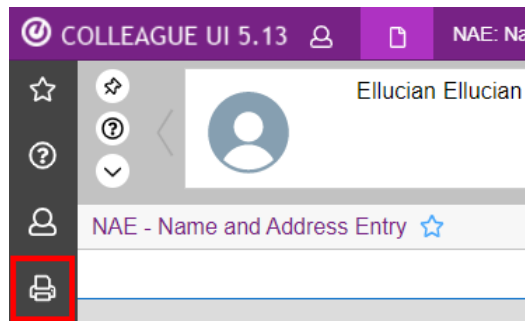 COLLEAGUE UI 5.13
NAE: Na
Ellucian Ellucian
NAE - Name and Address Entry